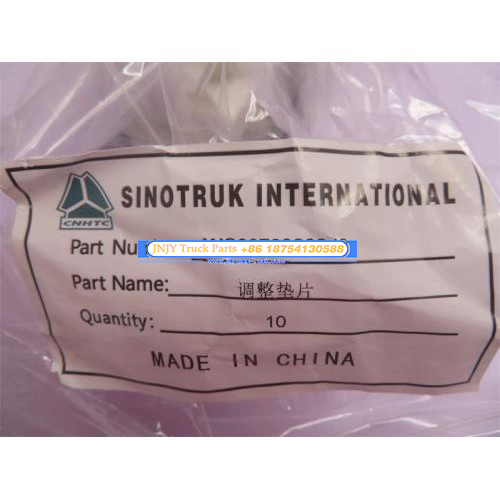 CNHTC
SINOTRUK INTERNATIONAL
Part Nu
JNJY Truck Parts +86 18754130588
Part Name: 调整垫片
Quantity: 10
MADE IN CHINA